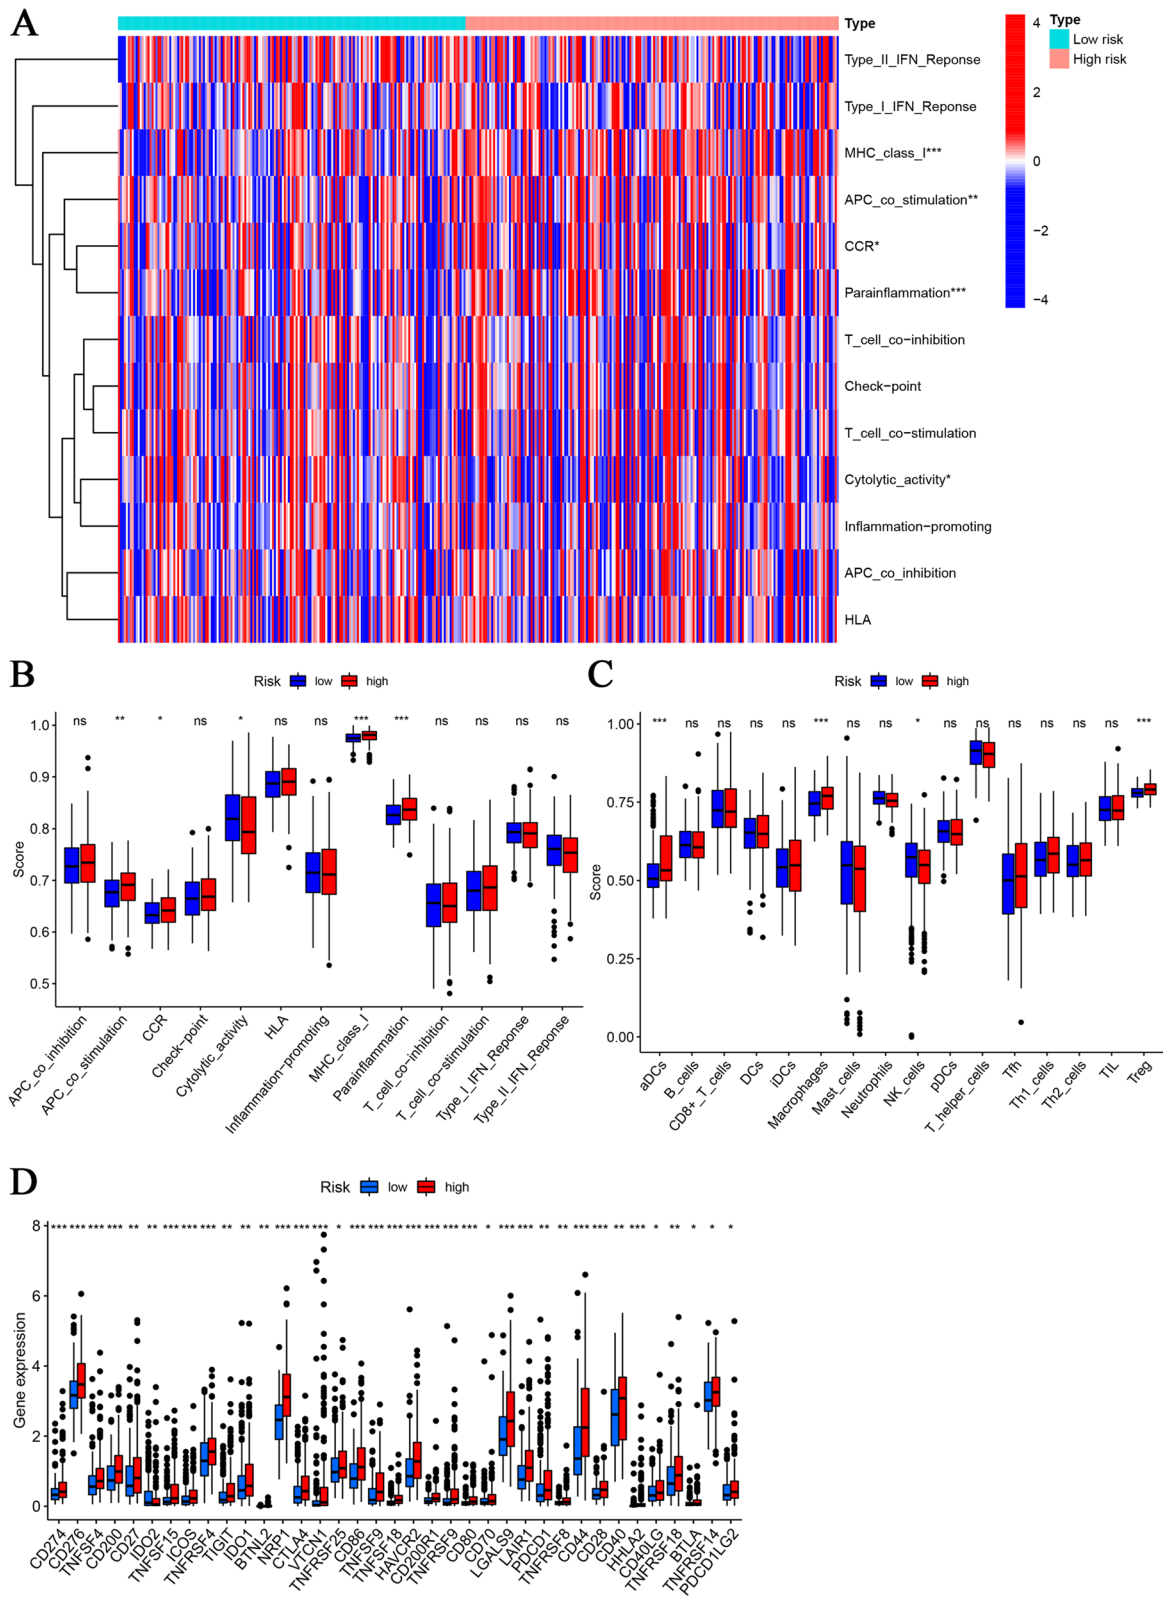 A
Type
Type_II_IFN_Reponse
Type_I_IFN_Reponse
MHC_class_I***
APC_co_stimulation**
CCR*
Parainflammation***
T_cell_co−inhibition
Check−point
T_cell_co−stimulation
Cytolytic_activity*
Inflammation−promoting
APC_co_inhibition
HLA
4
2
0
−2
−4
Type
Low risk
High risk
B
Risk low high
ns ** * ns * ns ns *** *** ns ns ns ns
Score
1.0
0.9
0.8
0.7
0.6
0.5
APC_co_inhibition
APC_co_stimulation
CCR
Check−point
Cytolytic_activity
HLA
Inflammation−promoting
MHC_class_I
Parainflammation
T_cell_co−inhibition
T_cell_co−stimulation
Type_I_IFN_Reponse
Type_II_IFN_Reponse
C
Risk low high
*** ns ns ns ns *** ns ns * ns ns ns ns ns ns ***
Score
1.00
0.75
0.50
0.25
0.00
aDCs
B_cells
CD8+_T_cells
DCs
iDCs
Macrophages
Mast_cells
Neutrophils
NK_cells
pDCs
T_helper_cells
Tfh
Th1_cells
Th2_cells
TIL
Treg
D
Risk low high
*** *** *** *** ** ** *** *** *** ** ** ** *** *** *** * *** *** *** *** *** *** *** * *** *** ** ** *** *** ** *** * ** * * *
Gene expression
8
6
4
2
0
CD274
CD276
TNFSF4
CD200
CD27
IDO2
TNFSF15
ICOS
TNFRSF4
TIGIT
IDO1
BTNL2
NRP1
CTLA4
VTCN1
TNFRSF25
CD86
TNFSF9
TNFSF18
HAVCR2
CD200R1
TNFRSF9
CD80
CD70
LGALS9
LAIR1
PDCD1
TNFRSF8
CD44
CD28
CD40
HHLA2
CD40LG
TNFRSF18
BTLA
TNFRSF14
PDCD1LG2